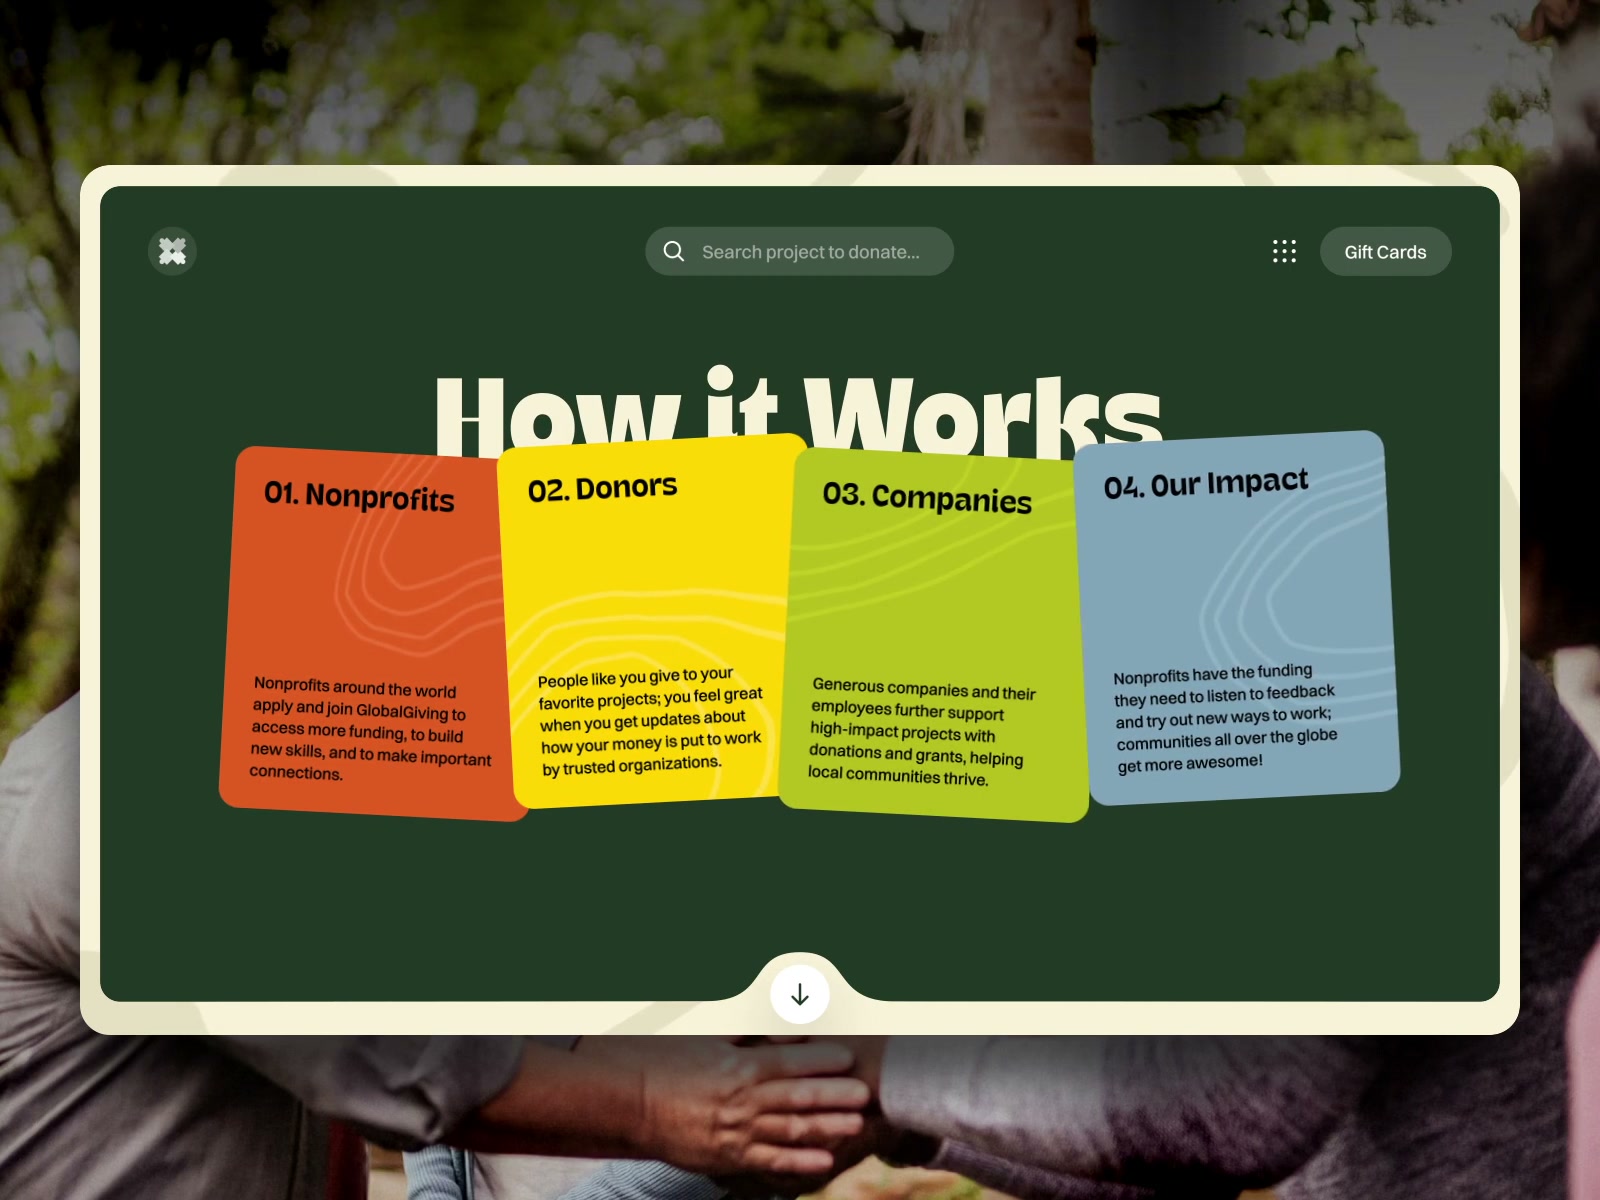 Search project to donate...
Gift Cards
How it Works
01. Nonprofits
Nonprofits around the world
apply and join GlobalGiving to
access more funding, to build
new skills, and to make important
connections.
02. Donors
People like you give to your
favorite projects; you feel great
when you get updates about
how your money is put to work
by trusted organizations.
03. Companies
Generous companies and their
employees further support
high-impact projects with
donations and grants, helping
local communities thrive.
04. Our Impact
Nonprofits have the funding
they need to listen to feedback
and try out new ways to work;
communities all over the globe
get more awesome!